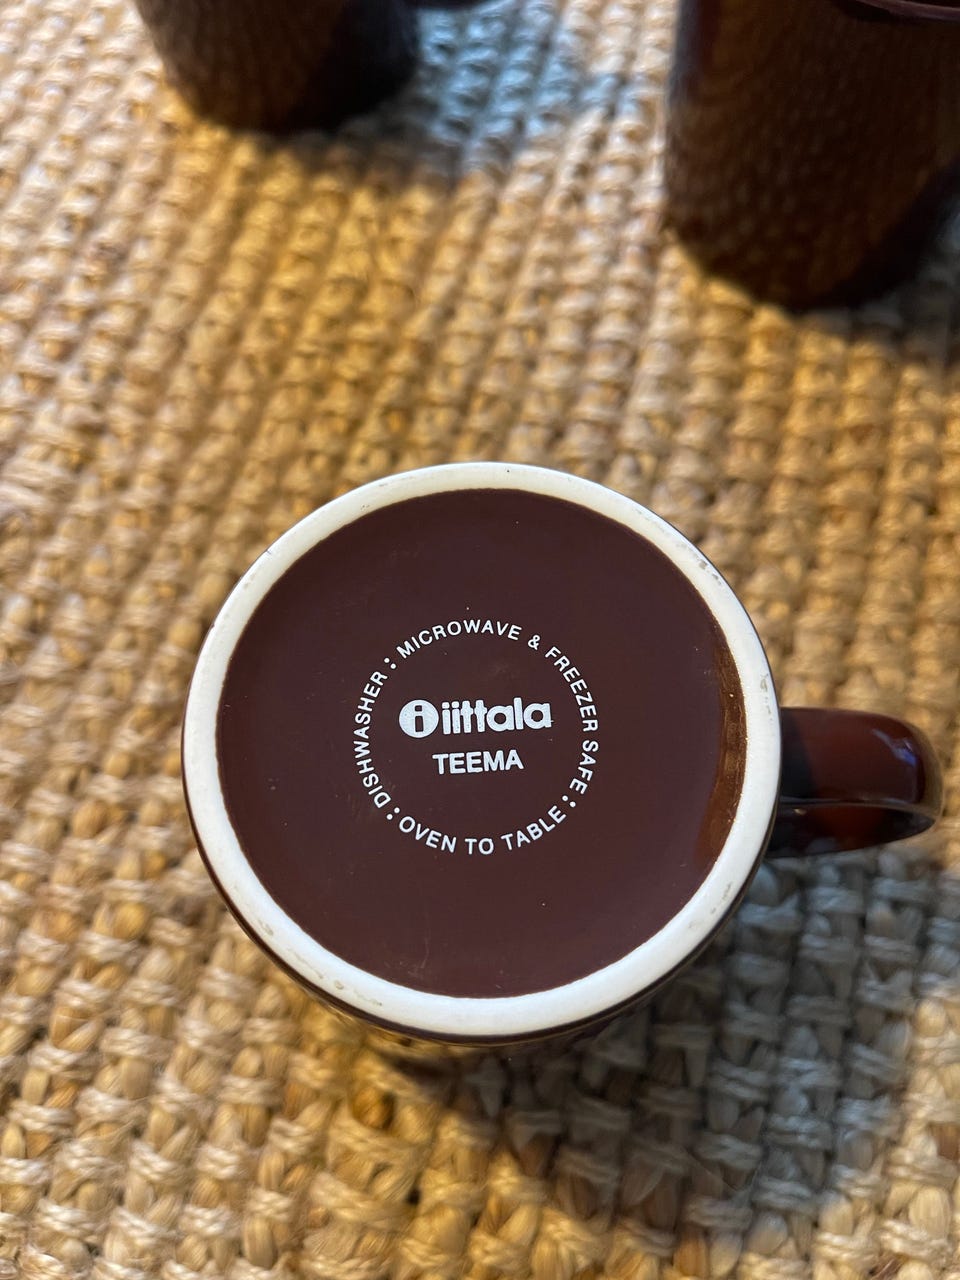 DISHWASHER : MICROWAVE & FREEZER SAFE : OVEN TO TABLE :
i iittala
TEEMA